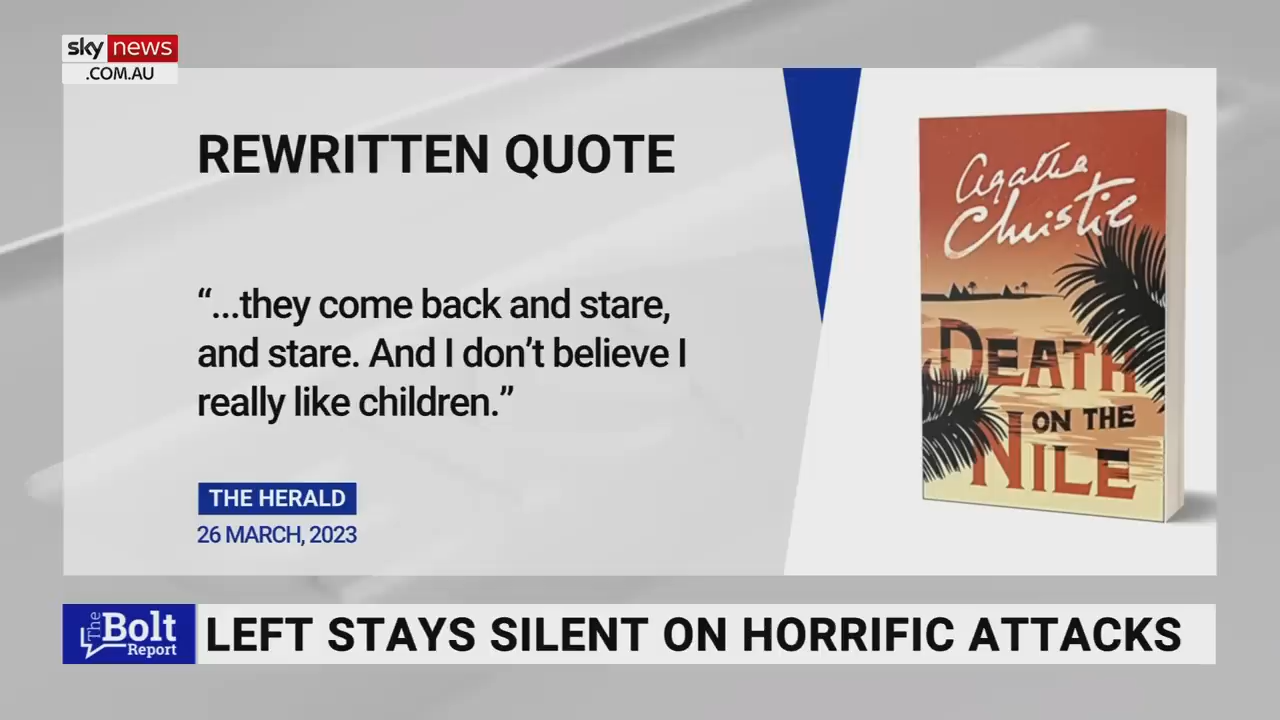 sky news
.COM.AU
REWRITTEN QUOTE
“...they come back and stare,
and stare. And I don’t believe I
really like children.”
THE HERALD
26 MARCH, 2023
Agatha
Christie
DEATH
ON THE
NILE
The Bolt
Report
LEFT STAYS SILENT ON HORRIFIC ATTACKS